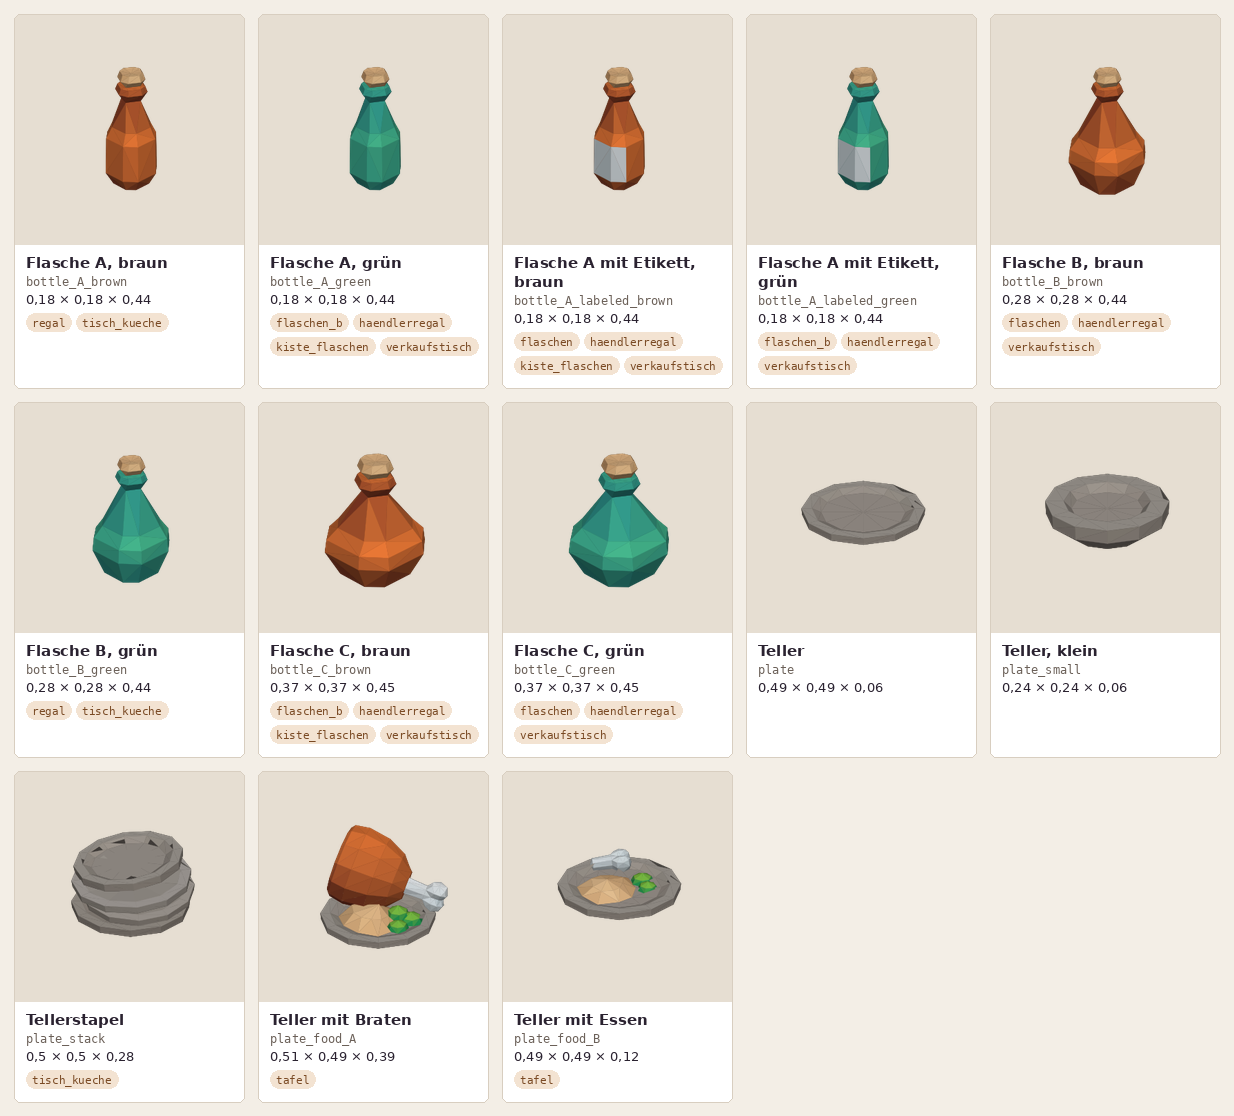 Flasche A, braun
bottle_A_brown
0,18 × 0,18 × 0,44
regal tisch_kueche
Flasche A, grün
bottle_A_green
0,18 × 0,18 × 0,44
flaschen_b haendlerregal
kiste_flaschen verkaufstisch
Flasche A mit Etikett,
braun
bottle_A_labeled_brown
0,18 × 0,18 × 0,44
flaschen haendlerregal
kiste_flaschen verkaufstisch
Flasche A mit Etikett,
grün
bottle_A_labeled_green
0,18 × 0,18 × 0,44
flaschen_b haendlerregal
verkaufstisch
Flasche B, braun
bottle_B_brown
0,28 × 0,28 × 0,44
flaschen haendlerregal
verkaufstisch
Flasche B, grün
bottle_B_green
0,28 × 0,28 × 0,44
regal tisch_kueche
Flasche C, braun
bottle_C_brown
0,37 × 0,37 × 0,45
flaschen_b haendlerregal
kiste_flaschen verkaufstisch
Flasche C, grün
bottle_C_green
0,37 × 0,37 × 0,45
flaschen haendlerregal
verkaufstisch
Teller
plate
0,49 × 0,49 × 0,06
Teller, klein
plate_small
0,24 × 0,24 × 0,06
Tellerstapel
plate_stack
0,5 × 0,5 × 0,28
tisch_kueche
Teller mit Braten
plate_food_A
0,51 × 0,49 × 0,39
tafel
Teller mit Essen
plate_food_B
0,49 × 0,49 × 0,12
tafel